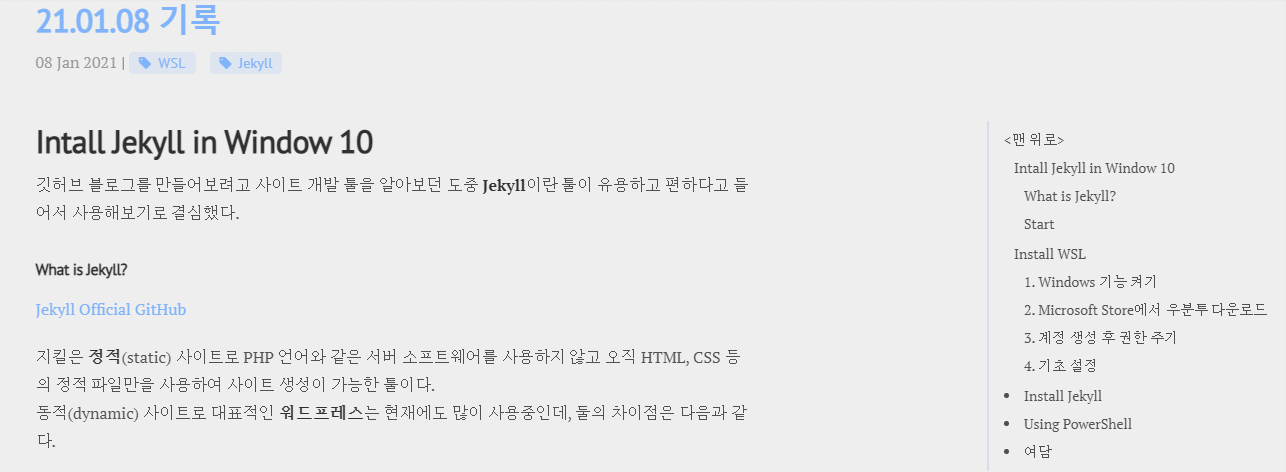 21.01.08 기록
08 Jan 2021 | WSL Jekyll
Intall Jekyll in Window 10
깃허브 블로그를 만들어보려고 사이트 개발 툴을 알아보던 도중 Jekyll이란 툴이 유용하고 편하다고 들
어서 사용해보기로 결심했다.
What is Jekyll?
Jekyll Official GitHub
지킬은 정적(static) 사이트로 PHP 언어와 같은 서버 소프트웨어를 사용하지 않고 오직 HTML, CSS 등
의 정적 파일만을 사용하여 사이트 생성이 가능한 툴이다.
동적(dynamic) 사이트로 대표적인 워드프레스는 현재에도 많이 사용중인데, 둘의 차이점은 다음과 같
다.
<맨 위로>
Intall Jekyll in Window 10
What is Jekyll?
Start
Install WSL
1. Windows 기능 켜기
2. Microsoft Store에서 우분투 다운로드
3. 계정 생성 후 권한 주기
4. 기초 설정
• Install Jekyll
• Using PowerShell
• 여담